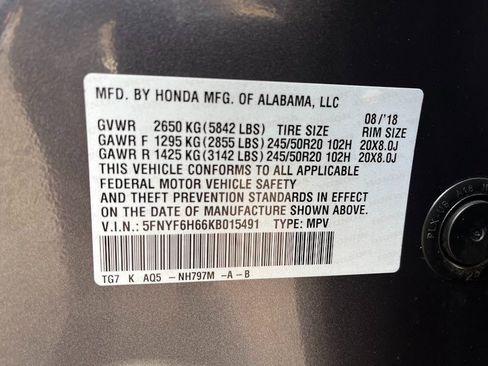 MFD. BY HONDA MFG. OF ALABAMA, LLC 08/'18
GVWR 2650 KG(5842 LBS) TIRE SIZE RIM SIZE
GAWR F 1295 KG(2855 LBS)245/50R20 102H 20X8.0J
GAWR R 1425 KG(3142 LBS)245/50R20 102H 20X8.0J
THIS VEHICLE CONFORMS TO ALL APPLICABLE
FEDERAL MOTOR VEHICLE SAFETY
AND THEFT PREVENTION STANDARDS
IN EFFECT ON THE DATE OF MANUFACTURE SHOWN ABOVE.
V.I.N.: 5FNYF6H66KB015491 TYPE: MPV
TG7 K AQ5 -NH797M -A-B